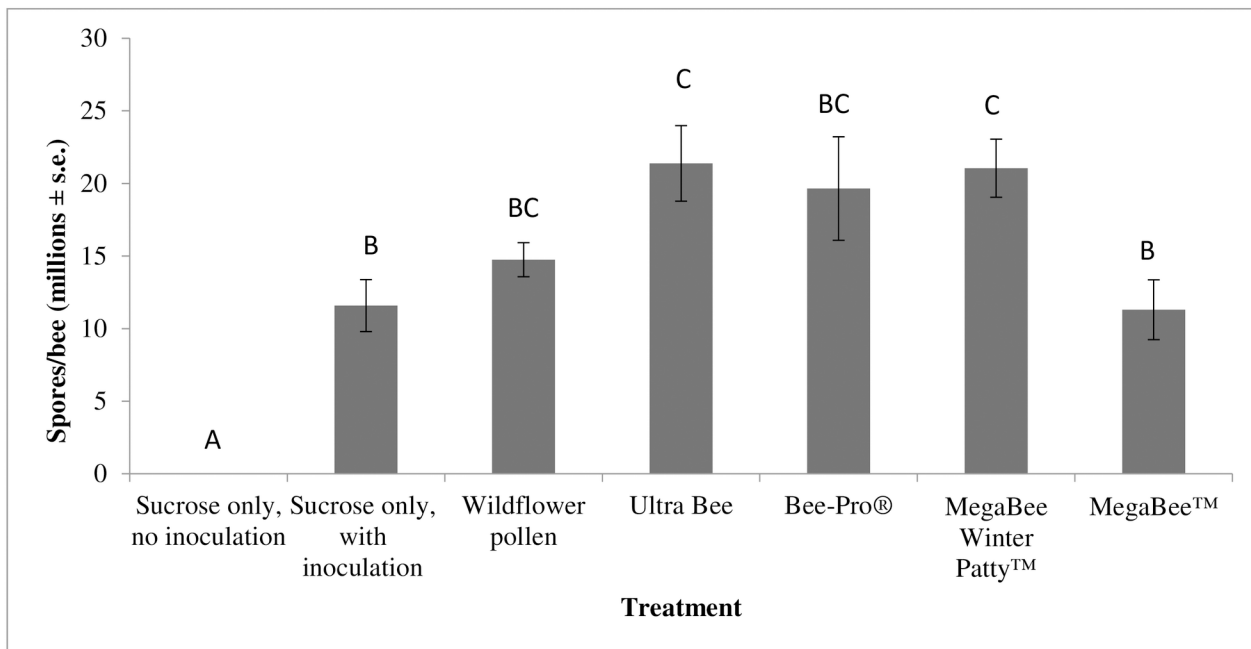 30
25
20
15
10
5
0
Spores/bee (millions ± s.e.)
A
B
BC
C
BC
C
B
Sucrose only,
no inoculation
Sucrose only,
with
inoculation
Wildflower
pollen
Ultra Bee
Bee-Pro®
MegaBee
Winter
Patty™
MegaBee™
Treatment